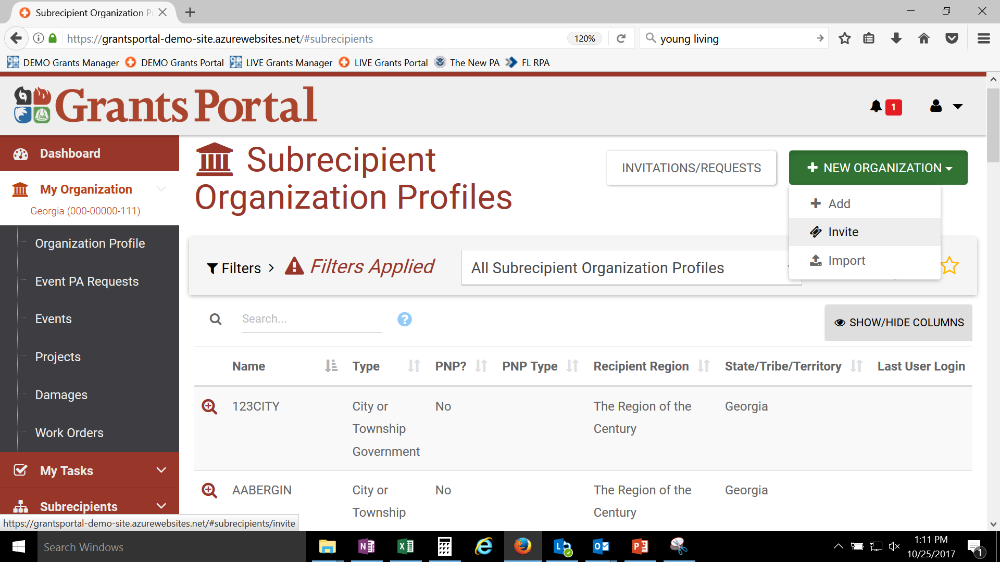 Subrecipient Organization P
https://grantsportal-demo-site.azurewebsites.net/#subrecipients
120%
young living
DEMO Grants Manager
DEMO Grants Portal
LIVE Grants Manager
LIVE Grants Portal
The New PA
FL RPA
FEMA
Grants Portal
1
Dashboard
My Organization
Georgia (000-00000-111)
Organization Profile
Event PA Requests
Events
Projects
Damages
Work Orders
My Tasks
Subrecipients
Subrecipient
Organization Profiles
INVITATIONS/REQUESTS
NEW ORGANIZATION
Add
Invite
Import
Filters
Filters Applied
All Subrecipient Organization Profiles
Search...
?
SHOW/HIDE COLUMNS
Name Type PNP? PNP Type Recipient Region State/Tribe/Territory Last User Login
123CITY City or No The Region of the Georgia
Township Century
Government
AABERGIN City or No The Region of the Georgia
Township Century
https://grantsportal-demo-site.azurewebsites.net/#subrecipients/invite
Search Windows
1:11 PM
10/25/2017
1